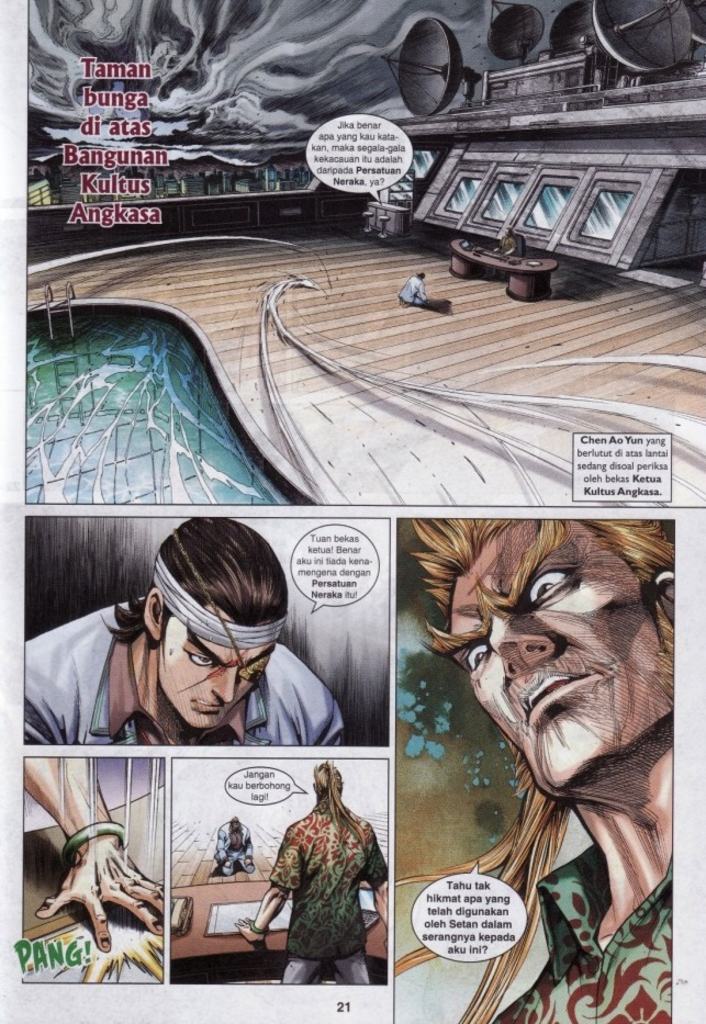 Taman
bunga
di atas
Bangunan
Kultus
Angkasa
Jika benar
apa yang kau kata-
kan, maka segala-gala
kekacauan itu adalah
daripada Persatuan
Neraka, ya?
Chen Ao Yun yang
berlutut di atas lantai
sedang disoal periksa
oleh bekas Ketua
Kultus Angkasa.
Tuan bekas
ketua! Benar
aku ini tiada kena-
mengena dengan
Persatuan
Neraka itu!
PANG!
Jangan
kau berbohong
lagi!
Tahu tak
hikmat apa yang
telah digunakan
oleh Setan dalam
serangnya kepada
aku ini?
21